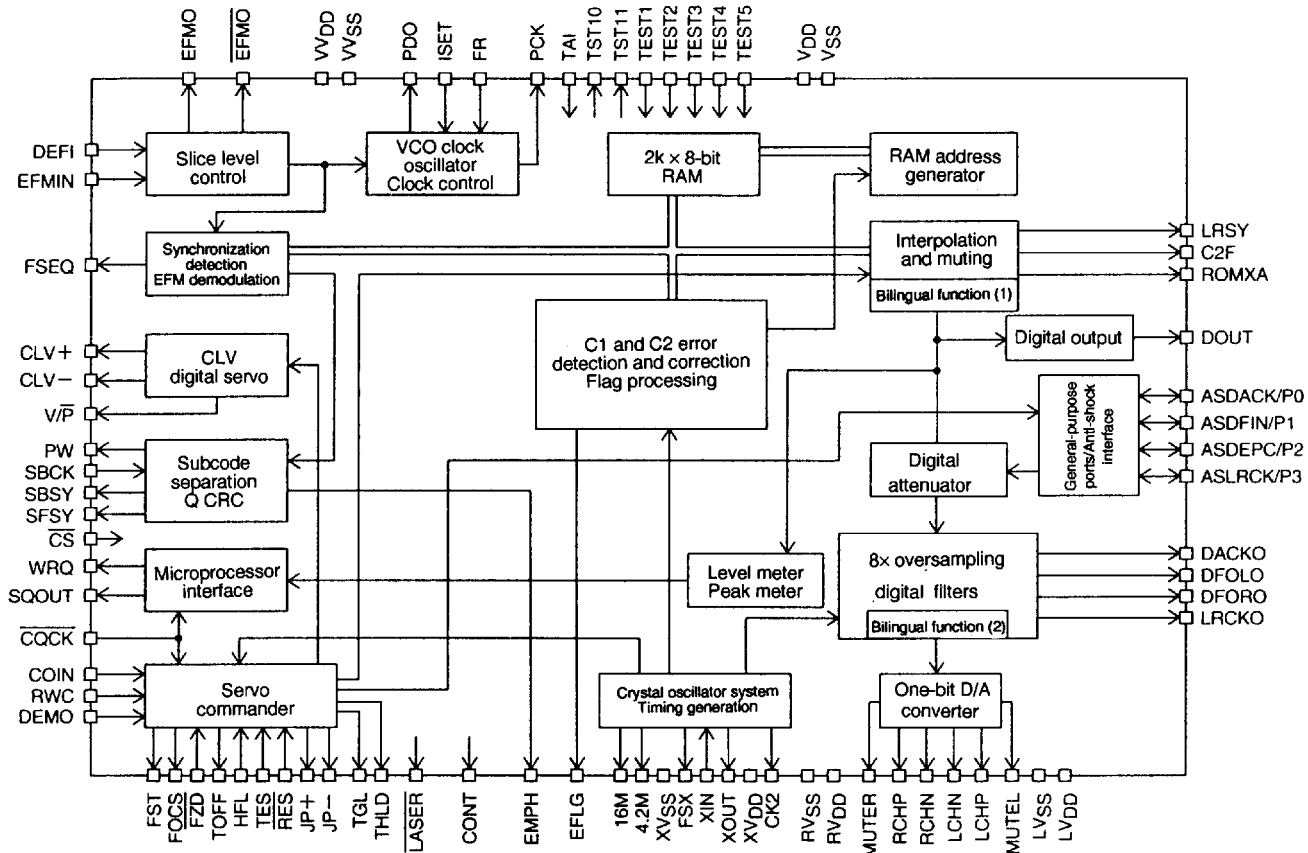 EFMO
EFMO
VVDD
VVSS
PDO
ISET
FR
PCK
TAI
TST10
TST11
TEST1
TEST2
TEST3
TEST4
TEST5
VDD
VSS
DEFI
EFMIN
Slice level
control
VCO clock
oscillator
Clock control
2k × 8-bit
RAM
RAM address
generator
FSEQ
Synchronization
detection
EFM demodulation
Interpolation
and muting
Bilingual function (1)
LRSY
C2F
ROMXA
CLV+
CLV−
V/P
CLV
digital servo
C1 and C2 error
detection and correction
Flag processing
Digital output
DOUT
General-purpose
ports/Anti-shock
interface
ASDACK/P0
ASDFIN/P1
ASDEPC/P2
ASLRCK/P3
PW
SBCK
SBSY
SFSY
CS
Subcode
separation
Q CRC
Digital
attenuator
WRQ
SQOUT
CQCK
Microprocessor
interface
Level meter
Peak meter
8× oversampling
digital filters
Bilingual function (2)
DACKO
DFOLO
DFORO
LRCKO
COIN
RWC
DEMO
Servo
commander
Crystal oscillator system
Timing generation
One-bit D/A
converter
FST
FOCS
FZD
TOFF
HFL
TES
RES
JP+
JP−
TGL
THLD
LASER
CONT
EMPH
EFLG
16M
4.2M
XVSS
FSX
XIN
XOUT
XVDD
CK2
RVSS
RVDD
MUTER
RCHP
RCHN
LCHN
LCHP
MUTEL
LVSS
LVDD